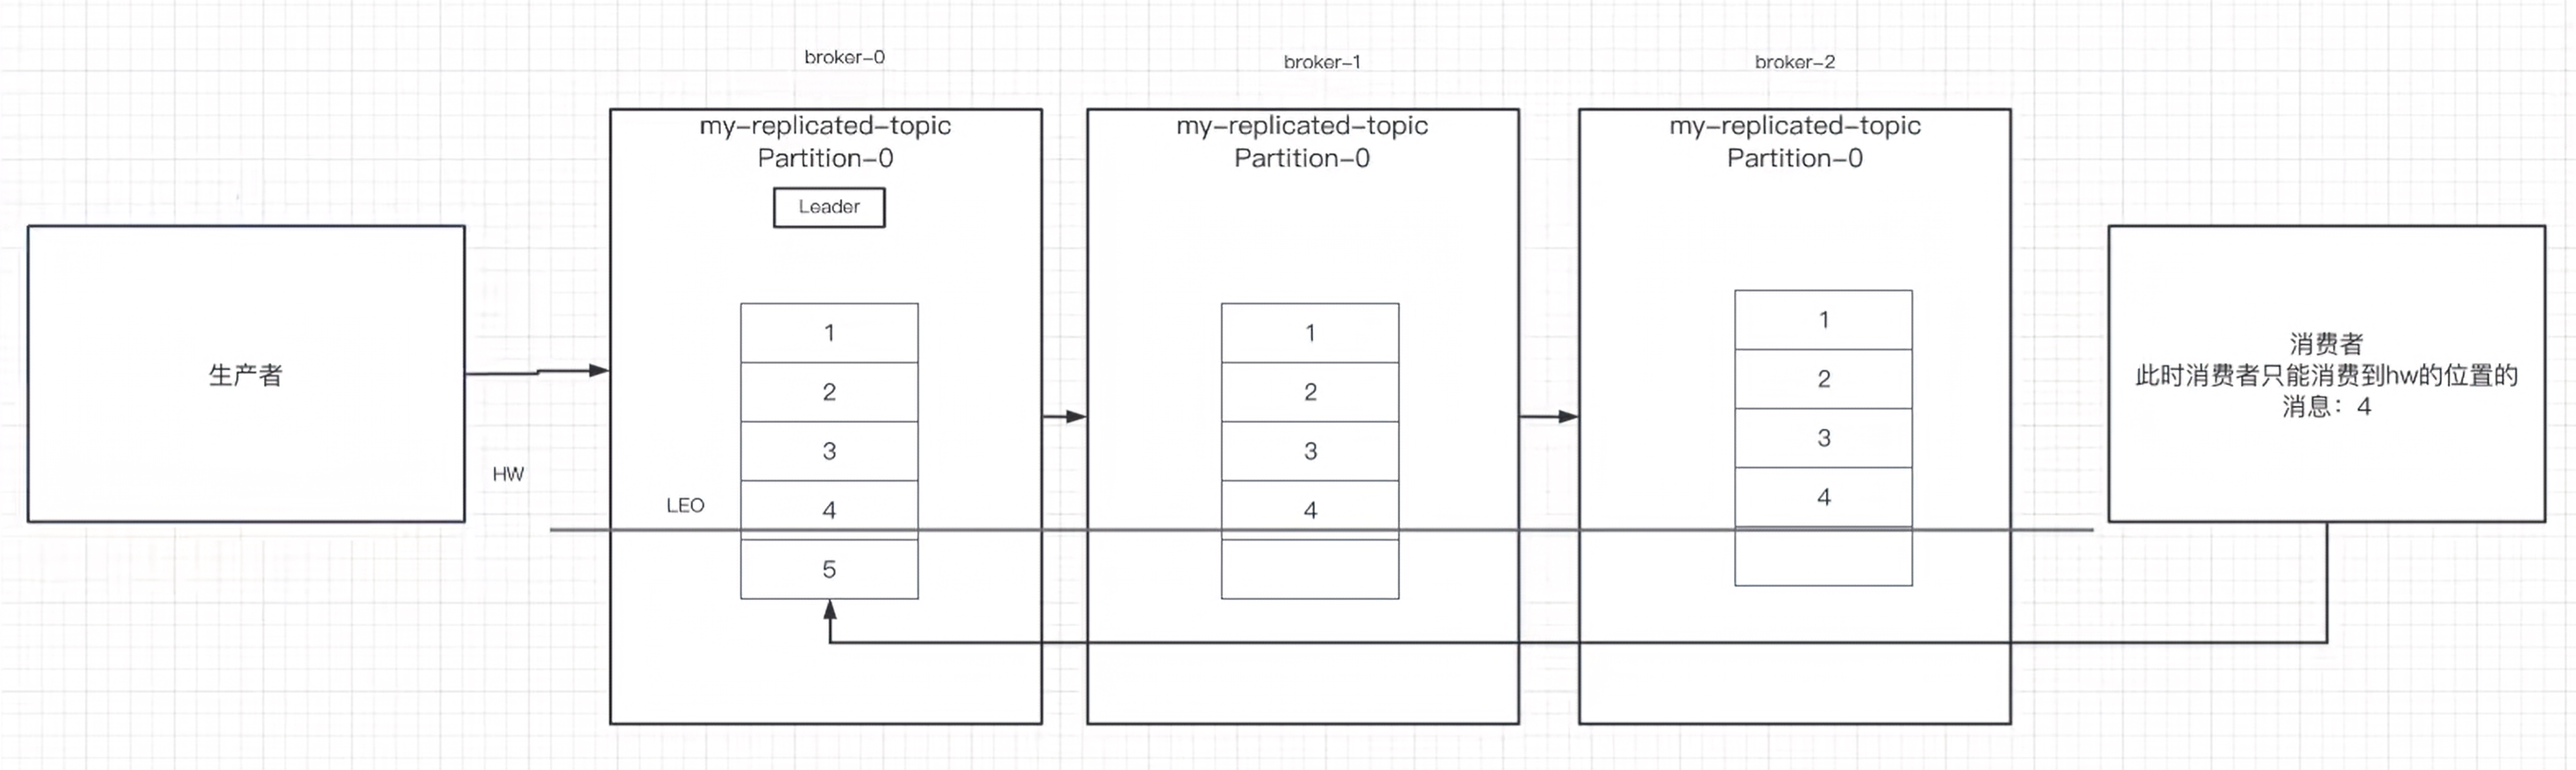 broker-0
broker-1
broker-2
my-replicated-topic
Partition-0
Leader
1
2
3
4
5
my-replicated-topic
Partition-0
1
2
3
4
my-replicated-topic
Partition-0
1
2
3
4
生产者
HW
LEO
消费者
此时消费者只能消费到hw的位置的
消息：4